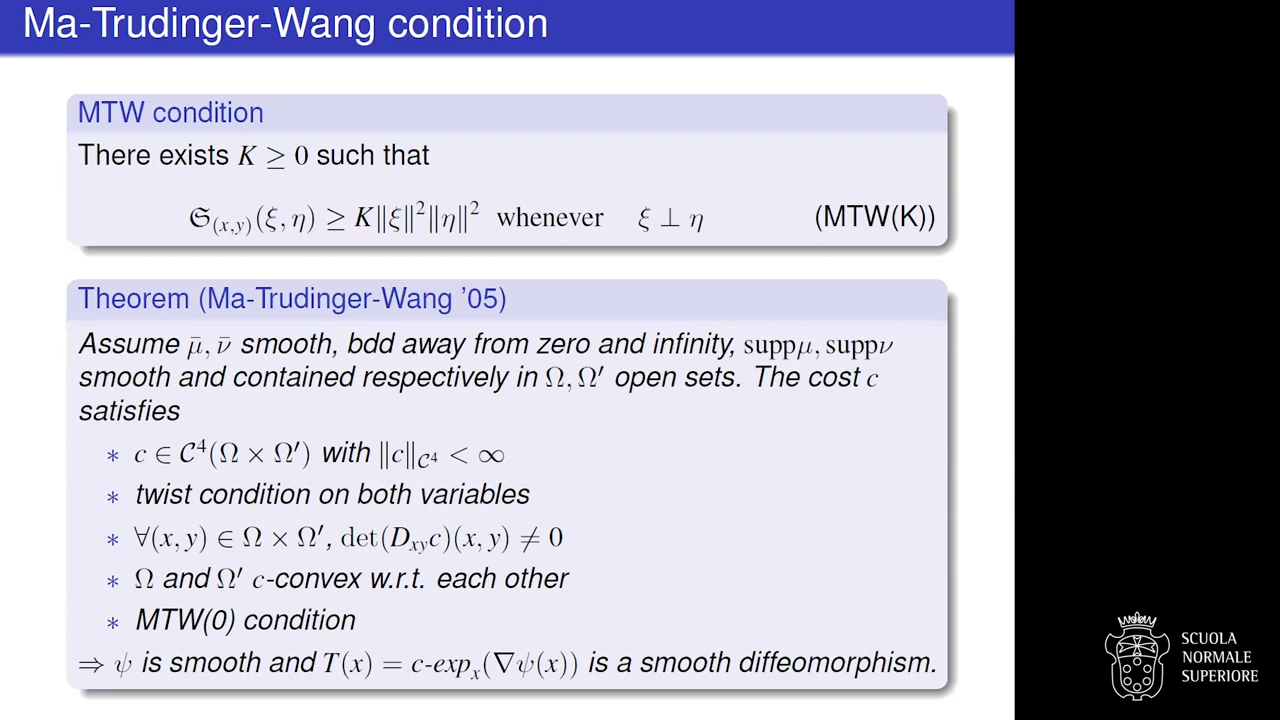 Ma-Trudinger-Wang condition
MTW condition
There exists K ≥ 0 such that
𝔖₍ₓ,ᵧ₎(ξ, η) ≥ K‖ξ‖²‖η‖² whenever ξ ⊥ η (MTW(K))
Theorem (Ma-Trudinger-Wang '05)
Assume μ̄, ν̄ smooth, bdd away from zero and infinity, suppμ, suppν
smooth and contained respectively in Ω, Ω′ open sets. The cost c
satisfies
* c ∈ 𝒞⁴(Ω × Ω′) with ‖c‖_𝒞⁴ < ∞
* twist condition on both variables
* ∀(x, y) ∈ Ω × Ω′, det(D_xy c)(x, y) ≠ 0
* Ω and Ω′ c-convex w.r.t. each other
* MTW(0) condition
⇒ ψ is smooth and T(x) = c-expₓ(∇ψ(x)) is a smooth diffeomorphism.
SCUOLA
NORMALE
SUPERIORE